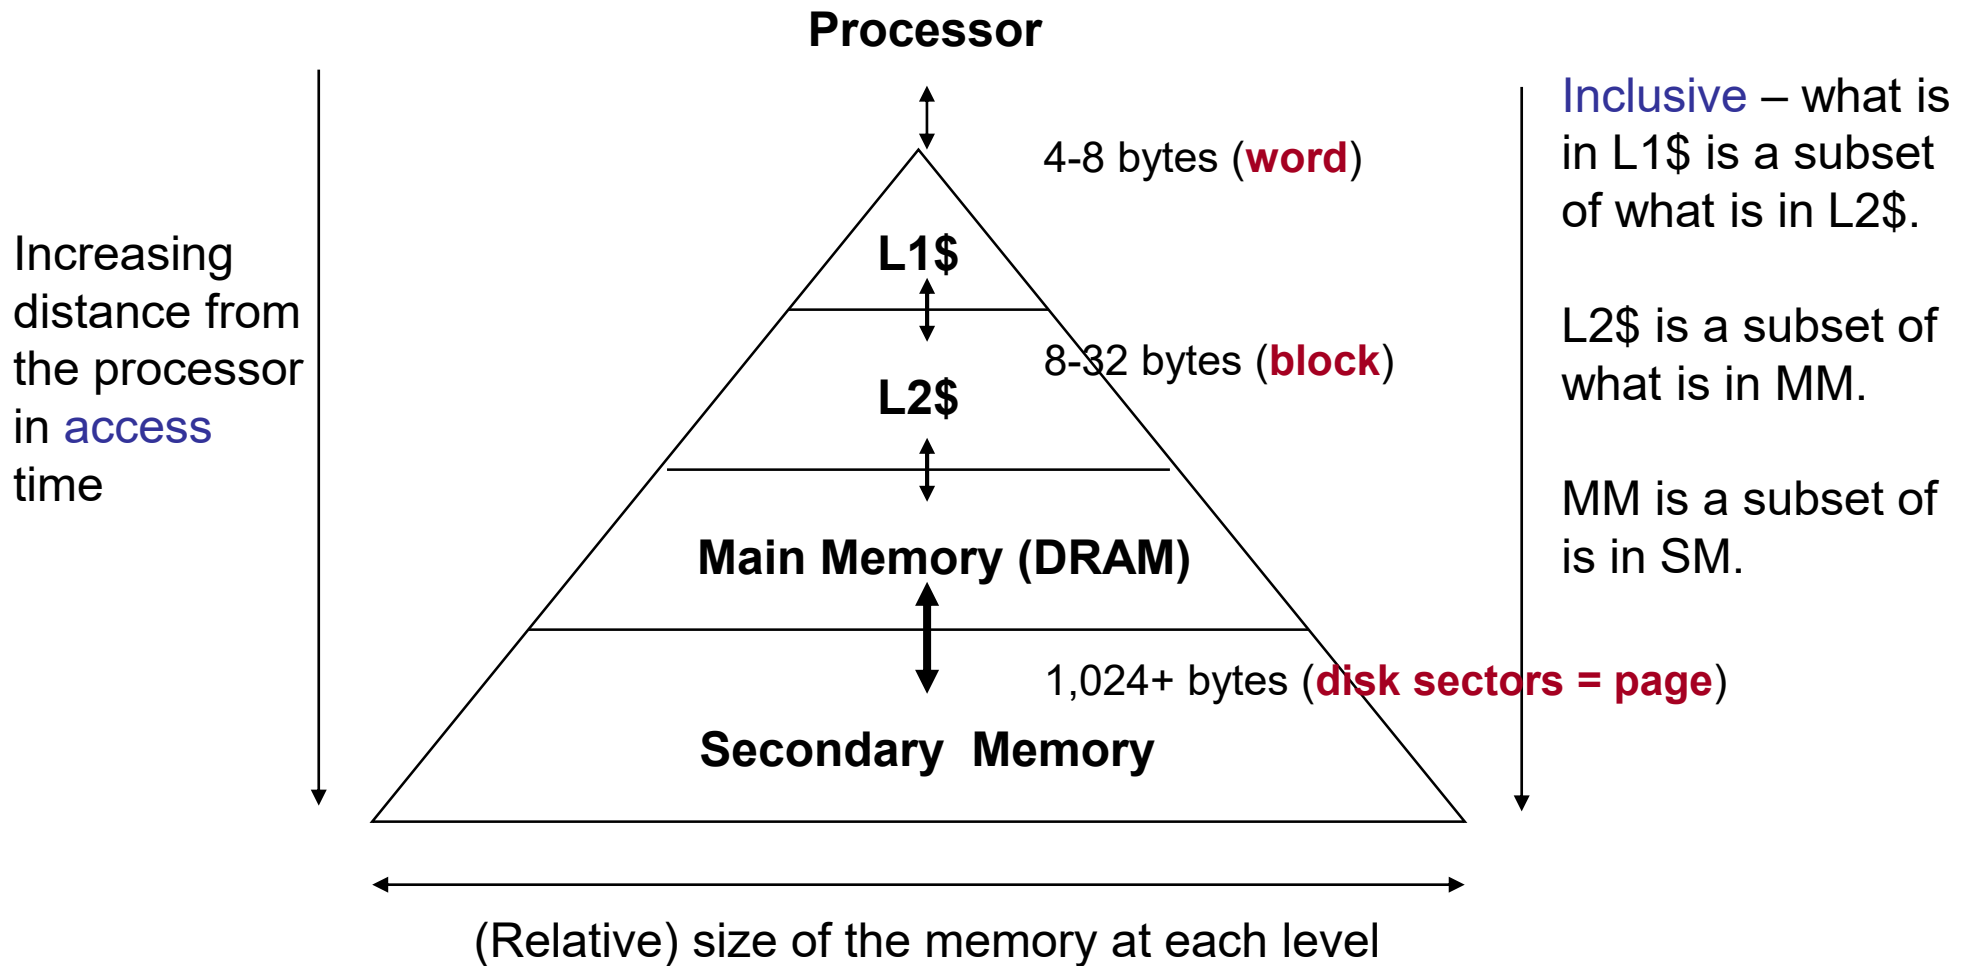 Processor
Increasing
distance from
the processor
in access
time
4-8 bytes (word)
L1$
8-32 bytes (block)
L2$
Main Memory (DRAM)
1,024+ bytes (disk sectors = page)
Secondary Memory
Inclusive – what is
in L1$ is a subset
of what is in L2$.
L2$ is a subset of
what is in MM.
MM is a subset of
is in SM.
(Relative) size of the memory at each level